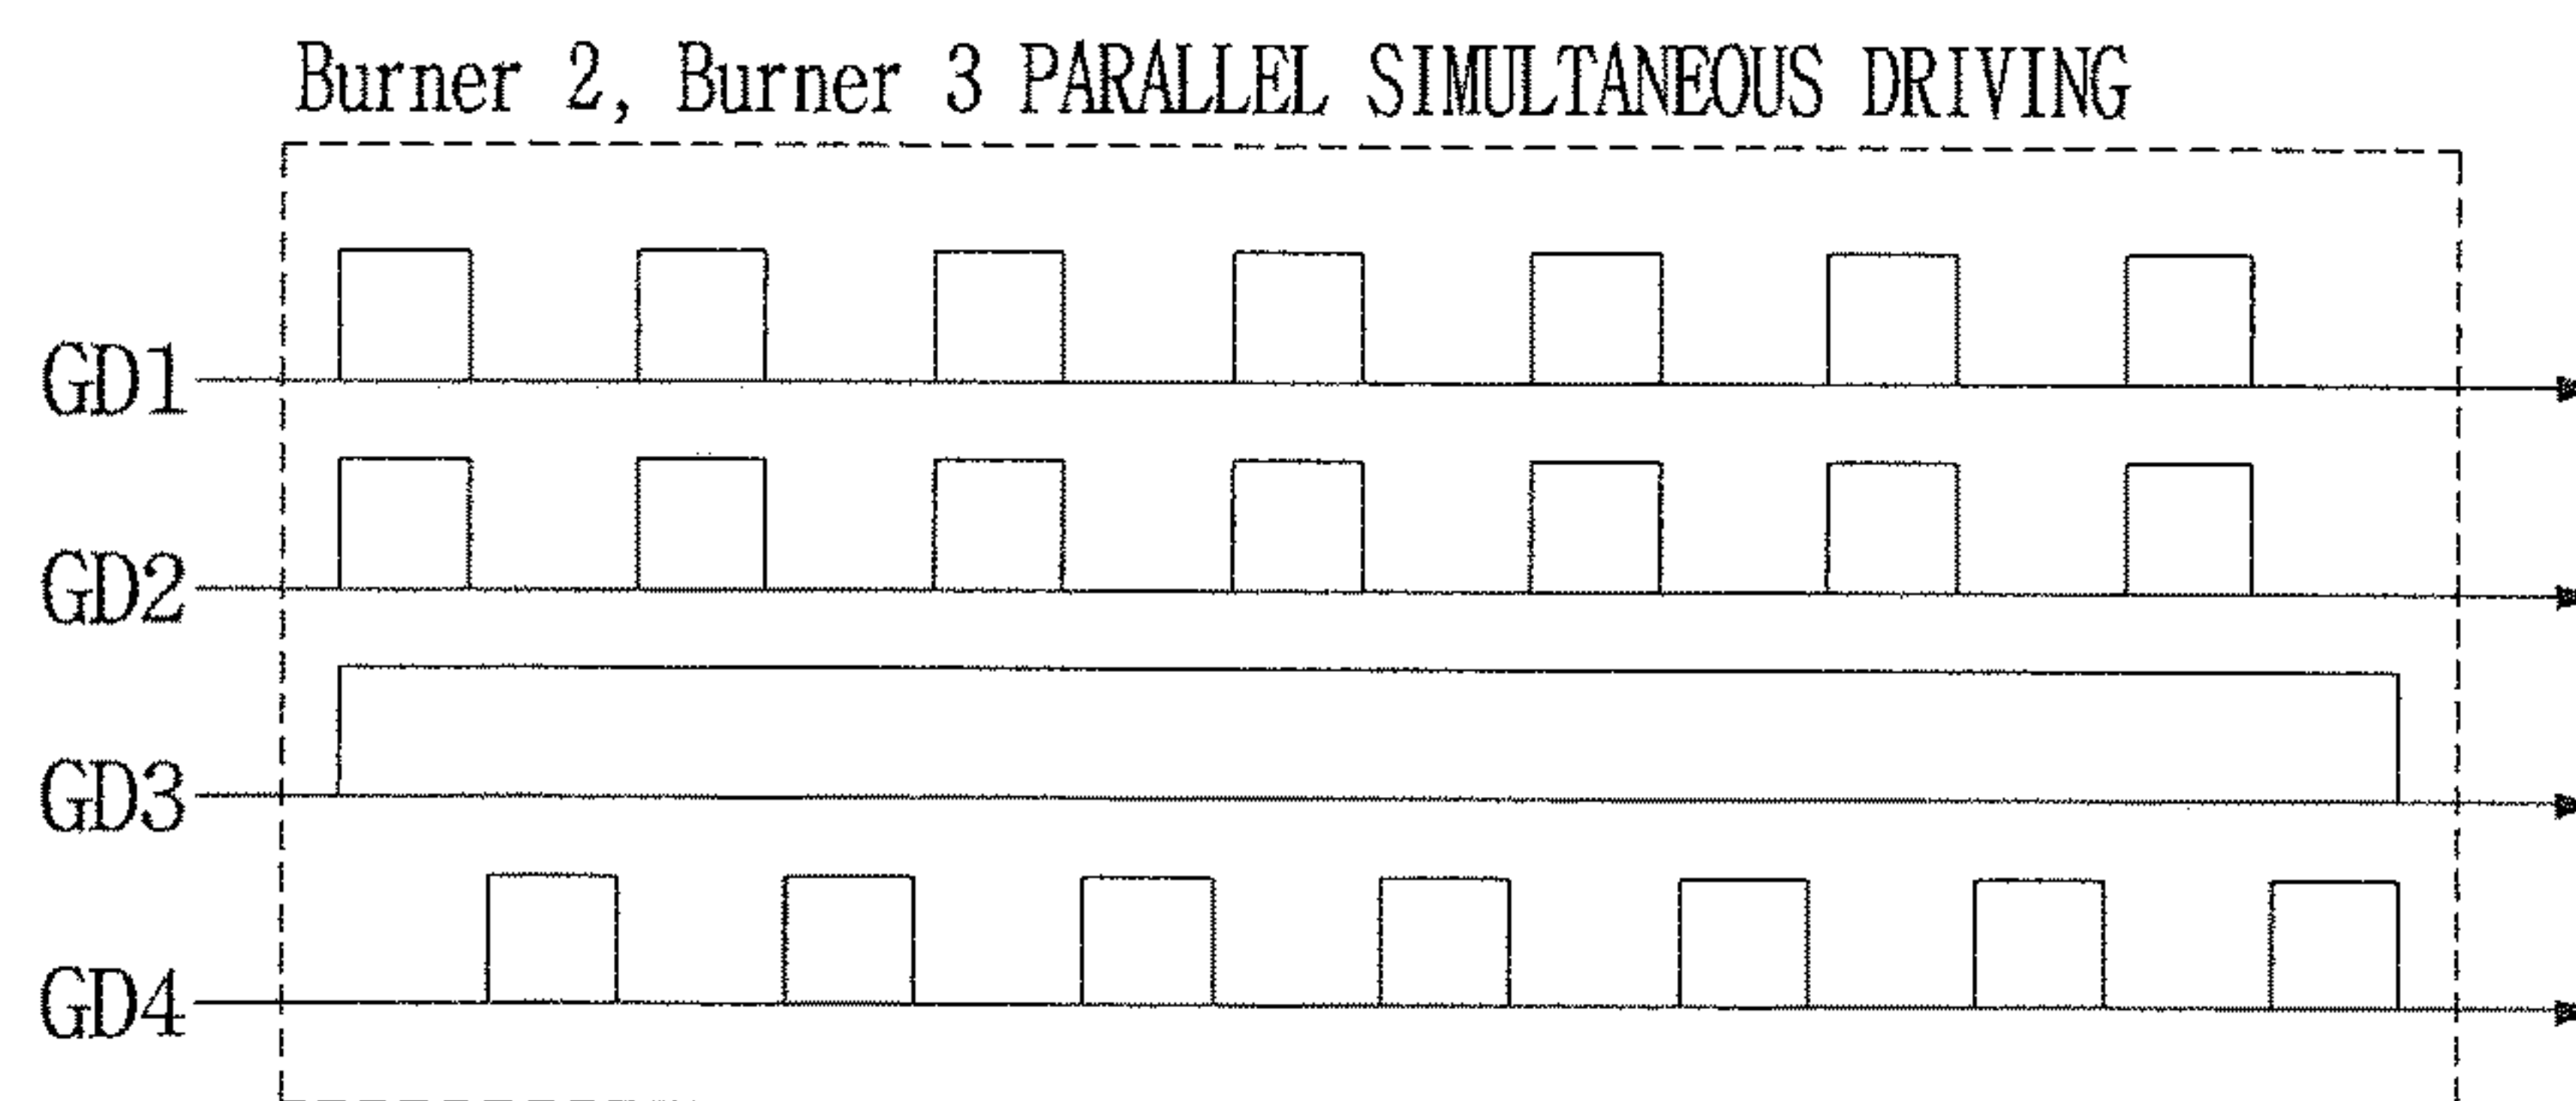 Burner 2, Burner 3 PARALLEL SIMULTANEOUS DRIVING
GD1
GD2
GD3
GD4